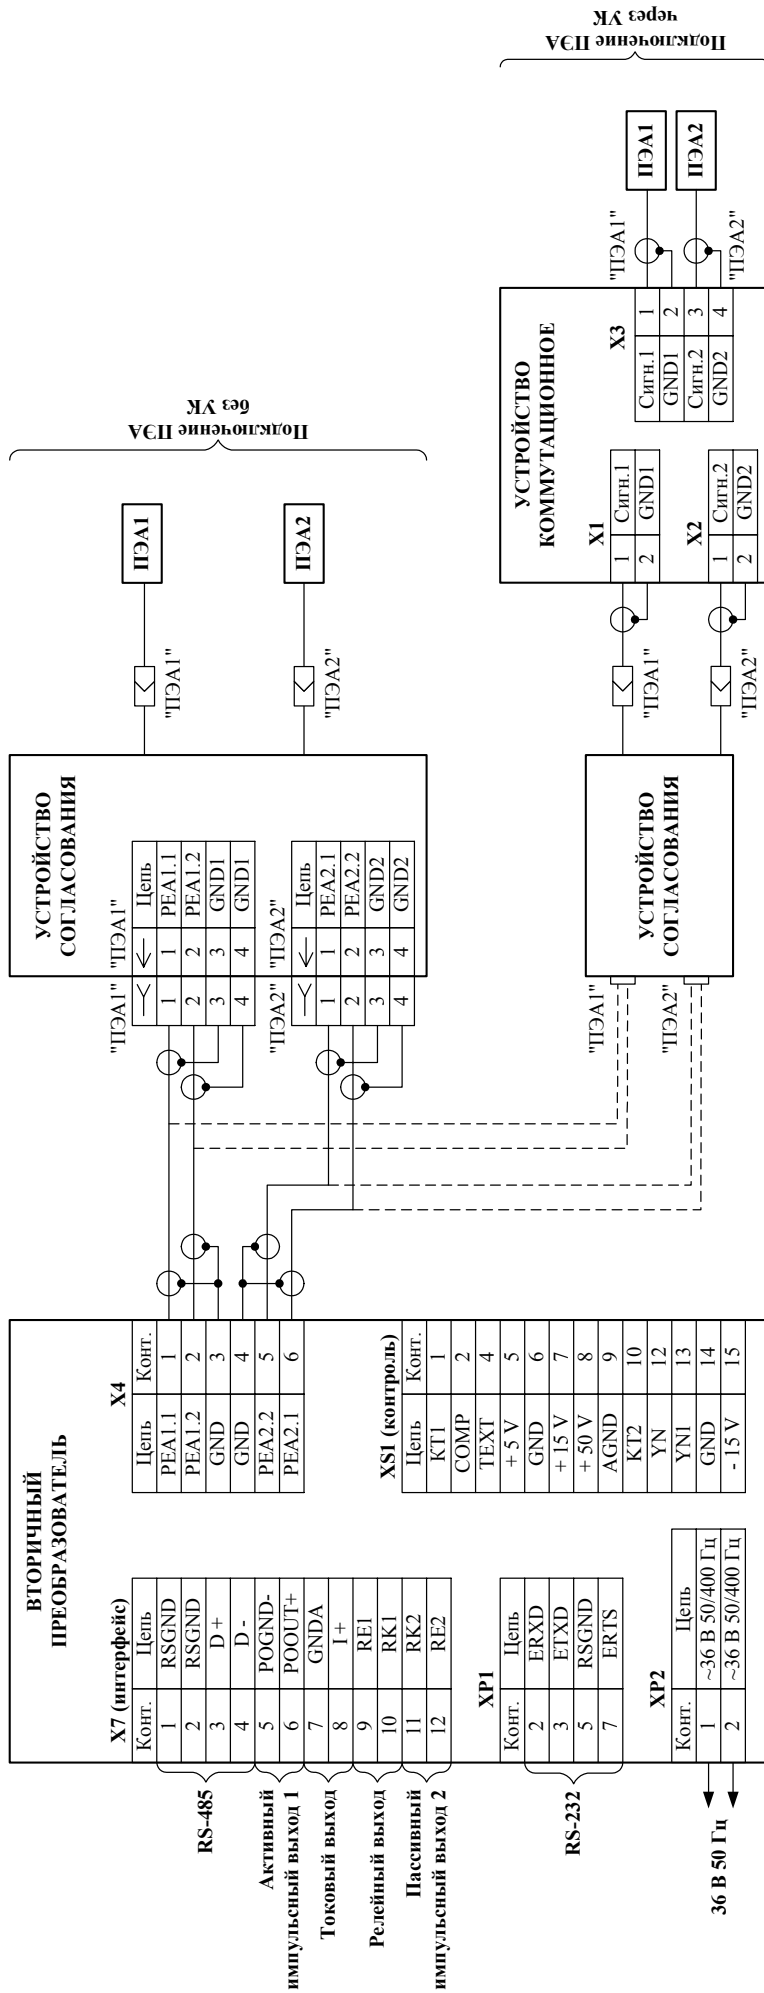 ВТОРИЧНЫЙ
ПРЕОБРАЗОВАТЕЛЬ
X7 (интерфейс)
Конт. Цепь
1 RSGND
2 RSGND
3 D +
4 D -
5 POGND-
6 POOUT+
7 GNDA
8 I +
9 RE1
10 RK1
11 RK2
12 RE2
RS-485
Активный
импульсный выход 1
Токовый выход
Релейный выход
Пассивный
импульсный выход 2
XP1
Конт. Цепь
2 ERXD
3 ETXD
5 RSGND
7 ERTS
RS-232
XP2
Конт. Цепь
1 ~36 В 50/400 Гц
2 ~36 В 50/400 Гц
36 В 50 Гц
X4
Цепь Конт.
PEA1.1 1
PEA1.2 2
GND 3
GND 4
PEA2.2 5
PEA2.1 6
XS1 (контроль)
Цепь Конт.
KT1 1
COMP 2
TEXT 4
+ 5 V 5
GND 6
+ 15 V 7
+ 50 V 8
AGND 9
KT2 10
YN 12
YN1 13
GND 14
- 15 V 15
УСТРОЙСТВО
СОГЛАСОВАНИЯ
"ПЭА1" "ПЭА1"
Цепь
1 1 PEA1.1
2 2 PEA1.2
3 3 GND1
4 4 GND1
"ПЭА2" "ПЭА2"
Цепь
1 1 PEA2.1
2 2 PEA2.2
3 3 GND2
4 4 GND2
"ПЭА1"
ПЭА1
"ПЭА2"
ПЭА2
Подключение ПЭА
без УК
УСТРОЙСТВО
СОГЛАСОВАНИЯ
"ПЭА1"
"ПЭА2"
"ПЭА1"
"ПЭА2"
УСТРОЙСТВО
КОММУТАЦИОННОЕ
X1
1 Сигн.1
2 GND1
X2
1 Сигн.2
2 GND2
X3
Сигн.1 1
GND1 2
Сигн.2 3
GND2 4
"ПЭА1"
ПЭА1
ПЭА2
"ПЭА2"
Подключение ПЭА
через УК